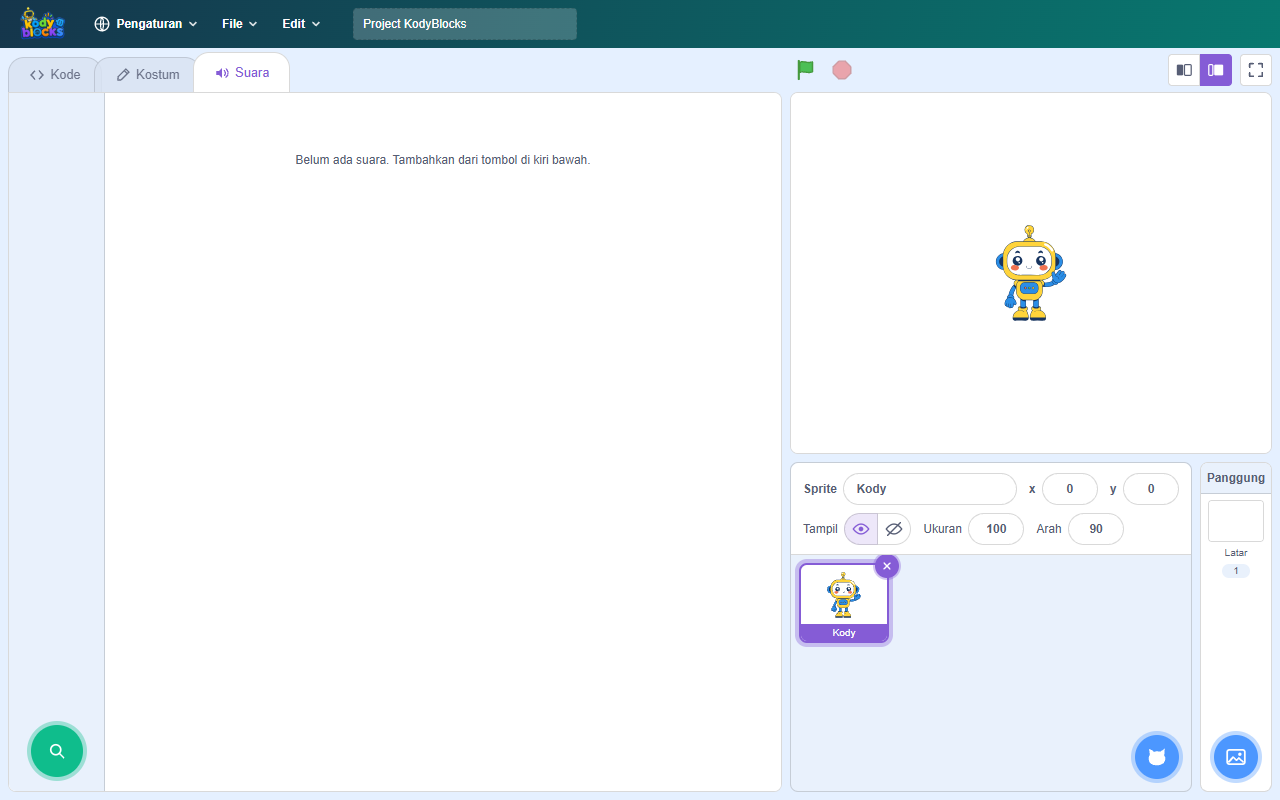 Kody
blocks
Pengaturan
File
Edit
Project KodyBlocks
Kode
Kostum
Suara
Belum ada suara. Tambahkan dari tombol di kiri bawah.
Sprite
Kody
x
0
y
0
Tampil
Ukuran
100
Arah
90
Kody
Panggung
Latar
1